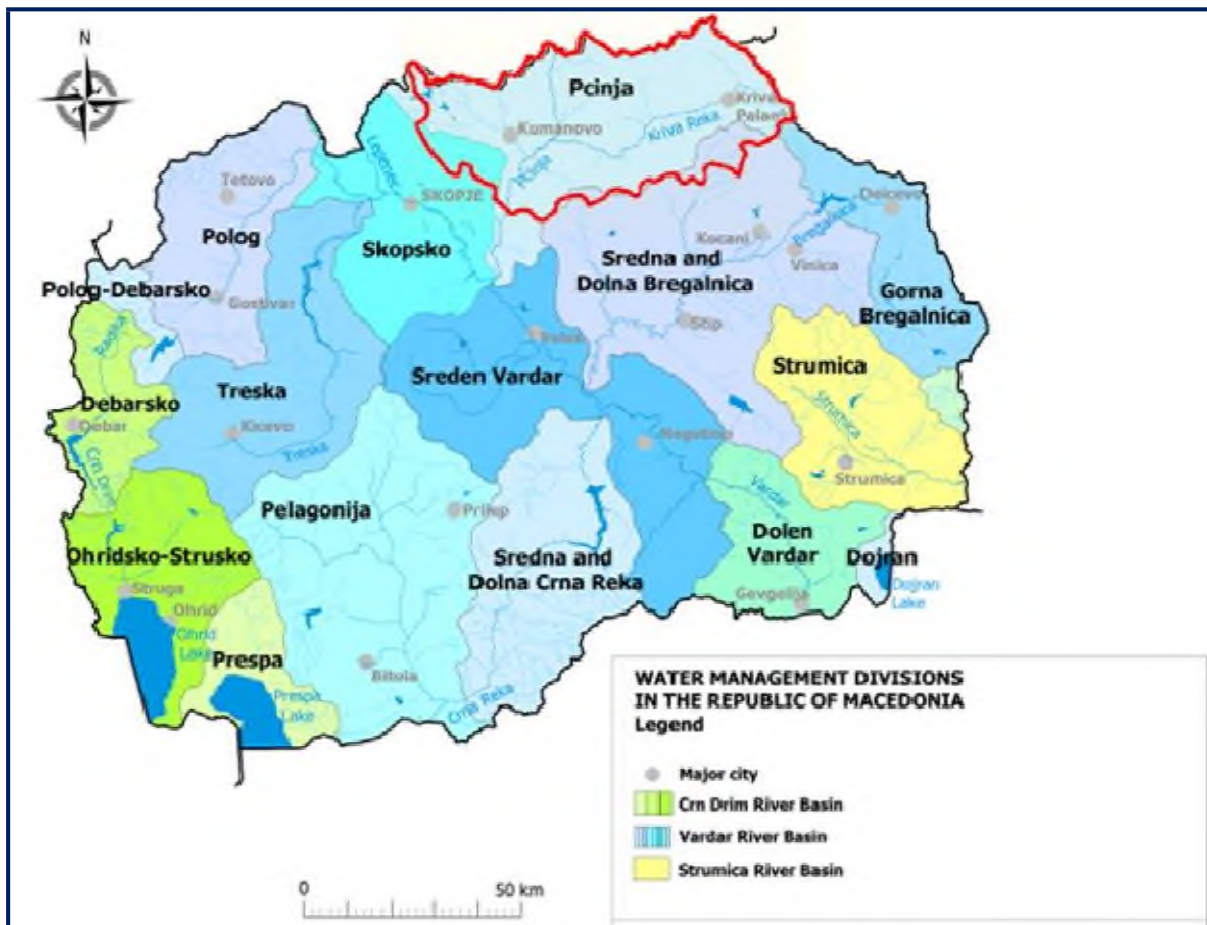 N
Pcinja
Kriva
Palanka
Kumanovo
Kriva Reka
Pcinja
Lepenec
Tetovo
SKOPJE
Delcevo
Polog
Skopsko
Kocani
Bregalnica
Sredna and
Dolna Bregalnica
Vinica
Polog-Debarsko
Gostivar
Gorna
Bregalnica
Radika
Stip
Strumica
Treska
Sreden Vardar
Debarsko
Debar
Kicevo
Treska
Strumica
Negotino
Crn Drim
Strumica
Vardar
Pelagonija
Prilep
Dolen
Vardar
Ohridsko-Strusko
Sredna and
Dolna Crna Reka
Dojran
Struga
Gevgelija
Dojran
Lake
Ohrid
Ohrid
Lake
Prespa
Bitola
Prespa
Lake
Crna Reka
WATER MANAGEMENT DIVISIONS
IN THE REPUBLIC OF MACEDONIA
Legend
Major city
Crn Drim River Basin
Vardar River Basin
Strumica River Basin
0 50 km